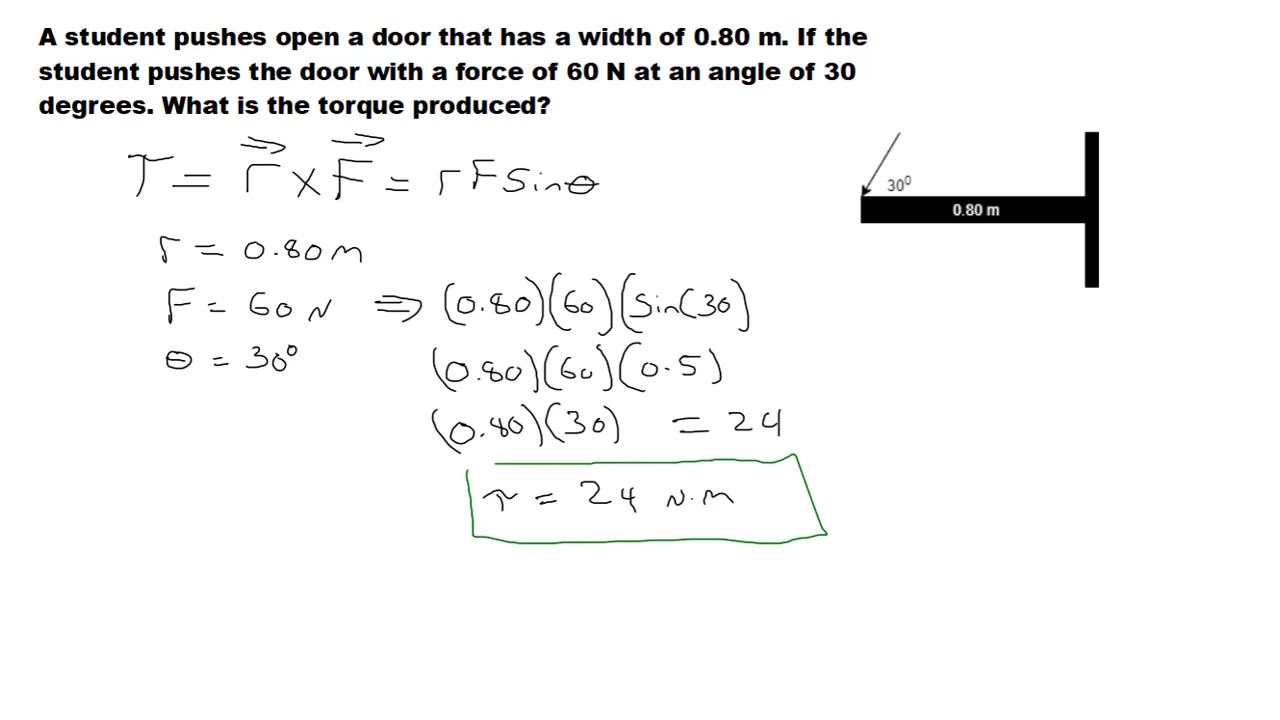 A student pushes open a door that has a width of 0.80 m. If the
student pushes the door with a force of 60 N at an angle of 30
degrees. What is the torque produced?
τ = r⃗ × F⃗ = rFsinθ
30⁰
0.80 m
r = 0.80m
F = 60 N ⇒ (0.80)(60)(sin(30)
θ = 30° (0.80)(60)(0.5)
(0.80)(30) = 24
τ = 24 N·m